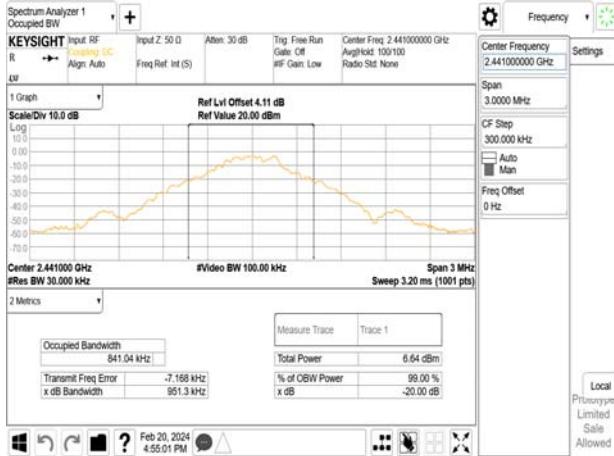 Spectrum Analyzer 1
Occupied BW
+
Frequency
KEYSIGHT
R
Input: RF
Coupling: DC
Align: Auto
Input Z: 50 Ω
Freq Ref: Int (S)
Atten: 30 dB
Trig: Free Run
Gate: Off
#IF Gain: Low
Center Freq: 2.441000000 GHz
Avg|Hold: 100/100
Radio Std: None
Center Frequency
2.441000000 GHz
Settings
Span
3.0000 MHz
CF Step
300.000 kHz
Auto
Man
Freq Offset
0 Hz
1 Graph
Scale/Div 10.0 dB
Ref Lvl Offset 4.11 dB
Ref Value 20.00 dBm
Log
10.0
0.00
-10.0
-20.0
-30.0
-40.0
-50.0
-60.0
-70.0
Center 2.441000 GHz
#Res BW 30.000 kHz
#Video BW 100.00 kHz
Span 3 MHz
Sweep 3.20 ms (1001 pts)
2 Metrics
Measure Trace
Trace 1
Occupied Bandwidth
841.04 kHz
Total Power
6.64 dBm
Transmit Freq Error
-7.168 kHz
% of OBW Power
99.00 %
x dB Bandwidth
951.3 kHz
x dB
-20.00 dB
Local
Prototype
Limited
Sale
Allowed
?
Feb 20, 2024
4:55:01 PM